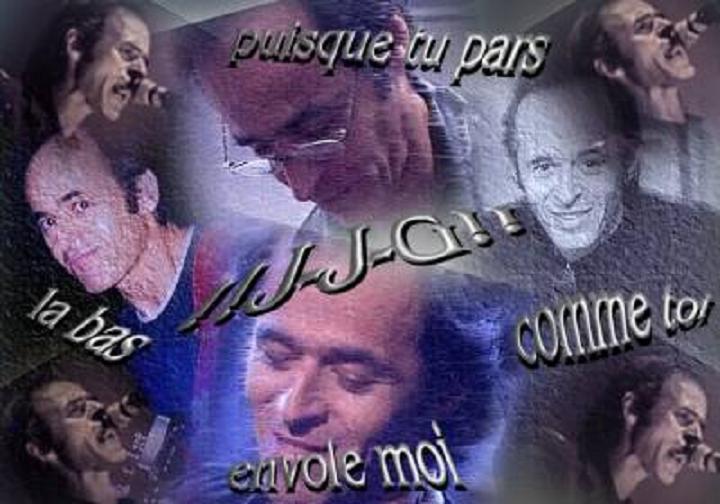 puisque tu pars
!!J-J-G!!
la bas
comme toi
envole moi